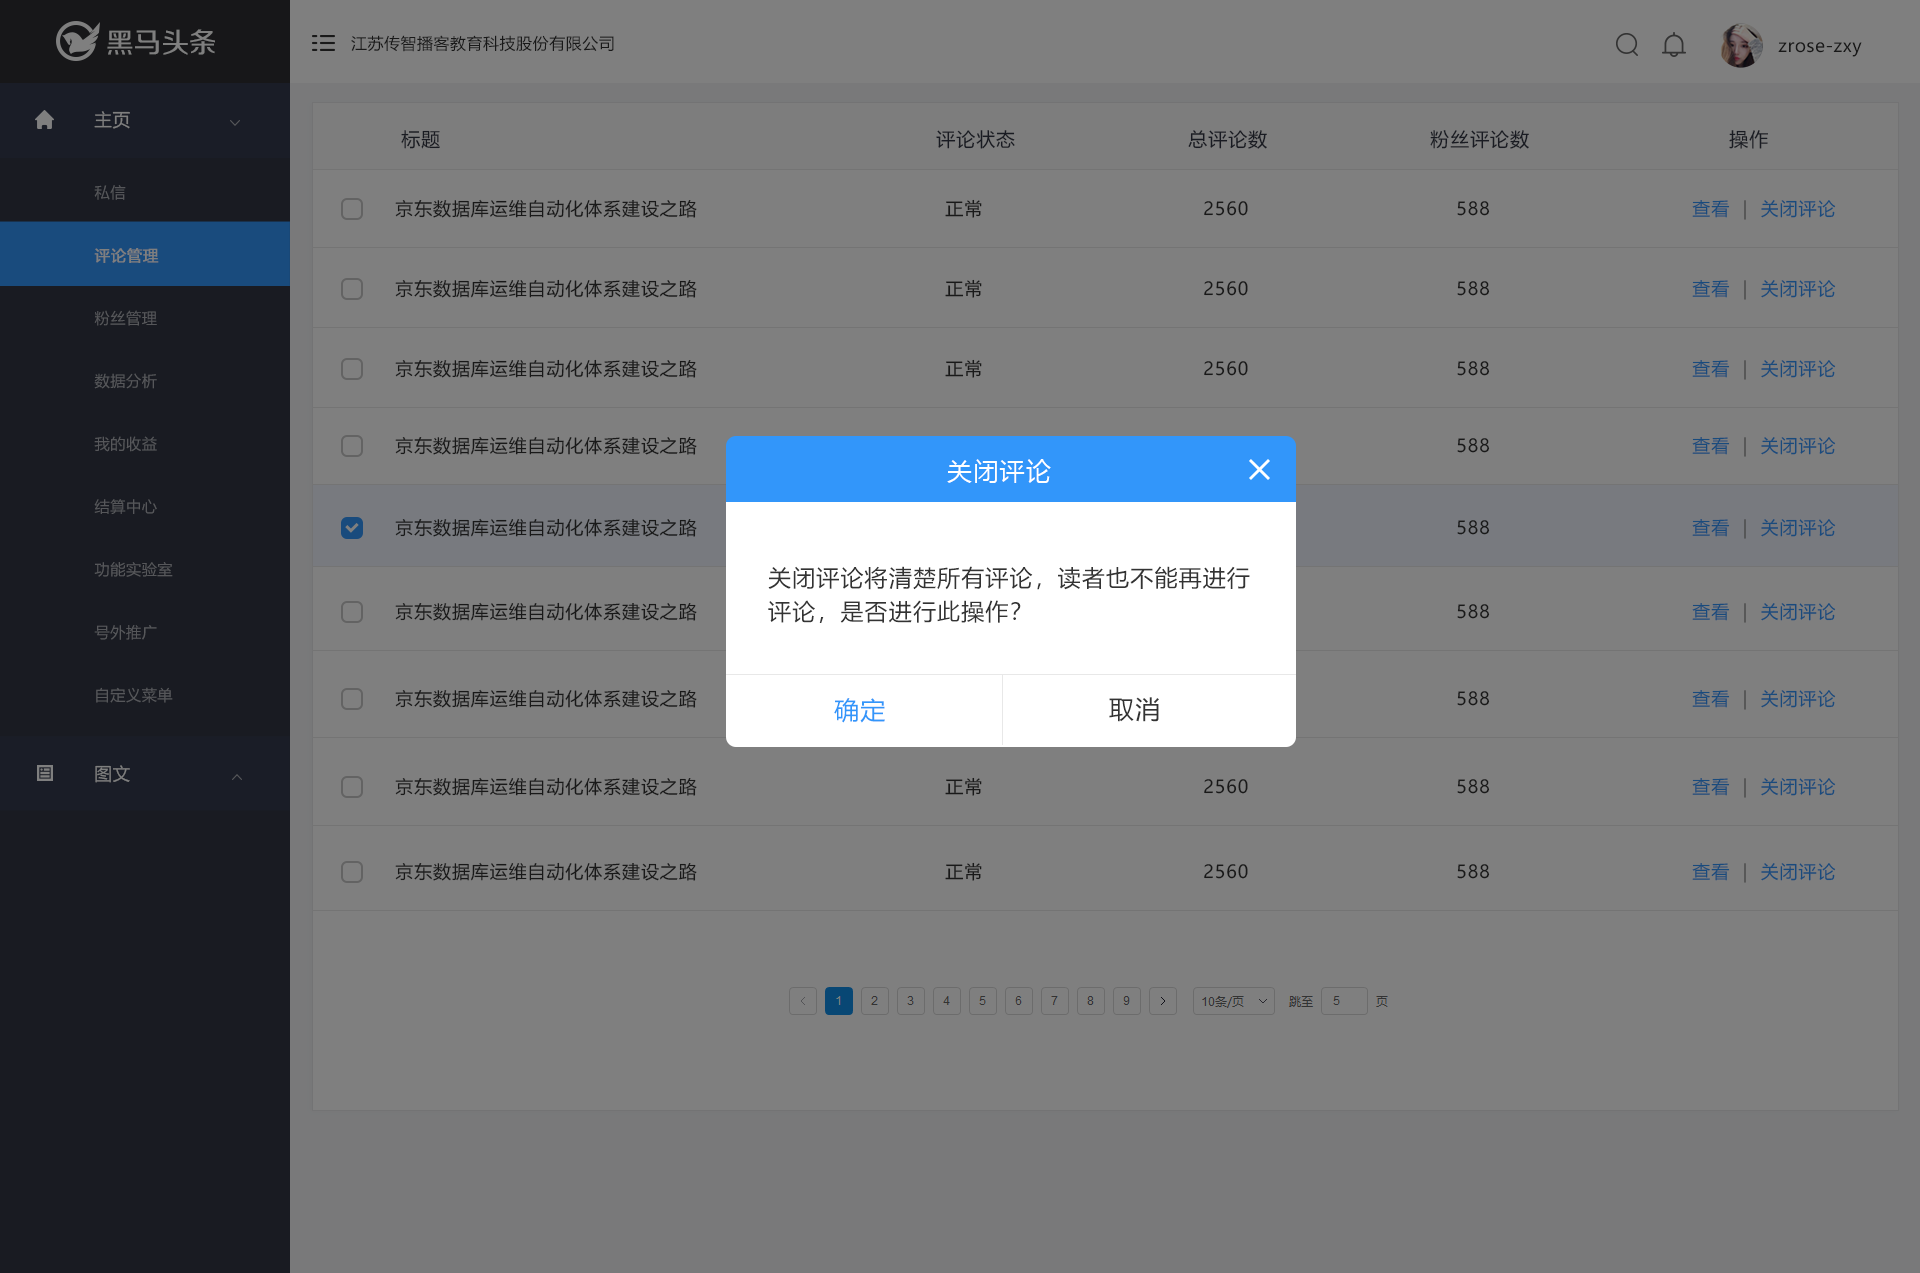 黑马头条
江苏传智播客教育科技股份有限公司
zrose-zxy
主页
私信
评论管理
粉丝管理
数据分析
我的收益
结算中心
功能实验室
号外推广
自定义菜单
图文
标题 评论状态 总评论数 粉丝评论数 操作
京东数据库运维自动化体系建设之路 正常 2560 588 查看 | 关闭评论
京东数据库运维自动化体系建设之路 正常 2560 588 查看 | 关闭评论
京东数据库运维自动化体系建设之路 正常 2560 588 查看 | 关闭评论
京东数据库运维自动化体系建设之路 588 查看 | 关闭评论
京东数据库运维自动化体系建设之路 588 查看 | 关闭评论
京东数据库运维自动化体系建设之路 588 查看 | 关闭评论
京东数据库运维自动化体系建设之路 588 查看 | 关闭评论
京东数据库运维自动化体系建设之路 正常 2560 588 查看 | 关闭评论
京东数据库运维自动化体系建设之路 正常 2560 588 查看 | 关闭评论
关闭评论
关闭评论将清楚所有评论，读者也不能再进行
评论，是否进行此操作？
确定 取消
1 2 3 4 5 6 7 8 9 10条/页 跳至 5 页